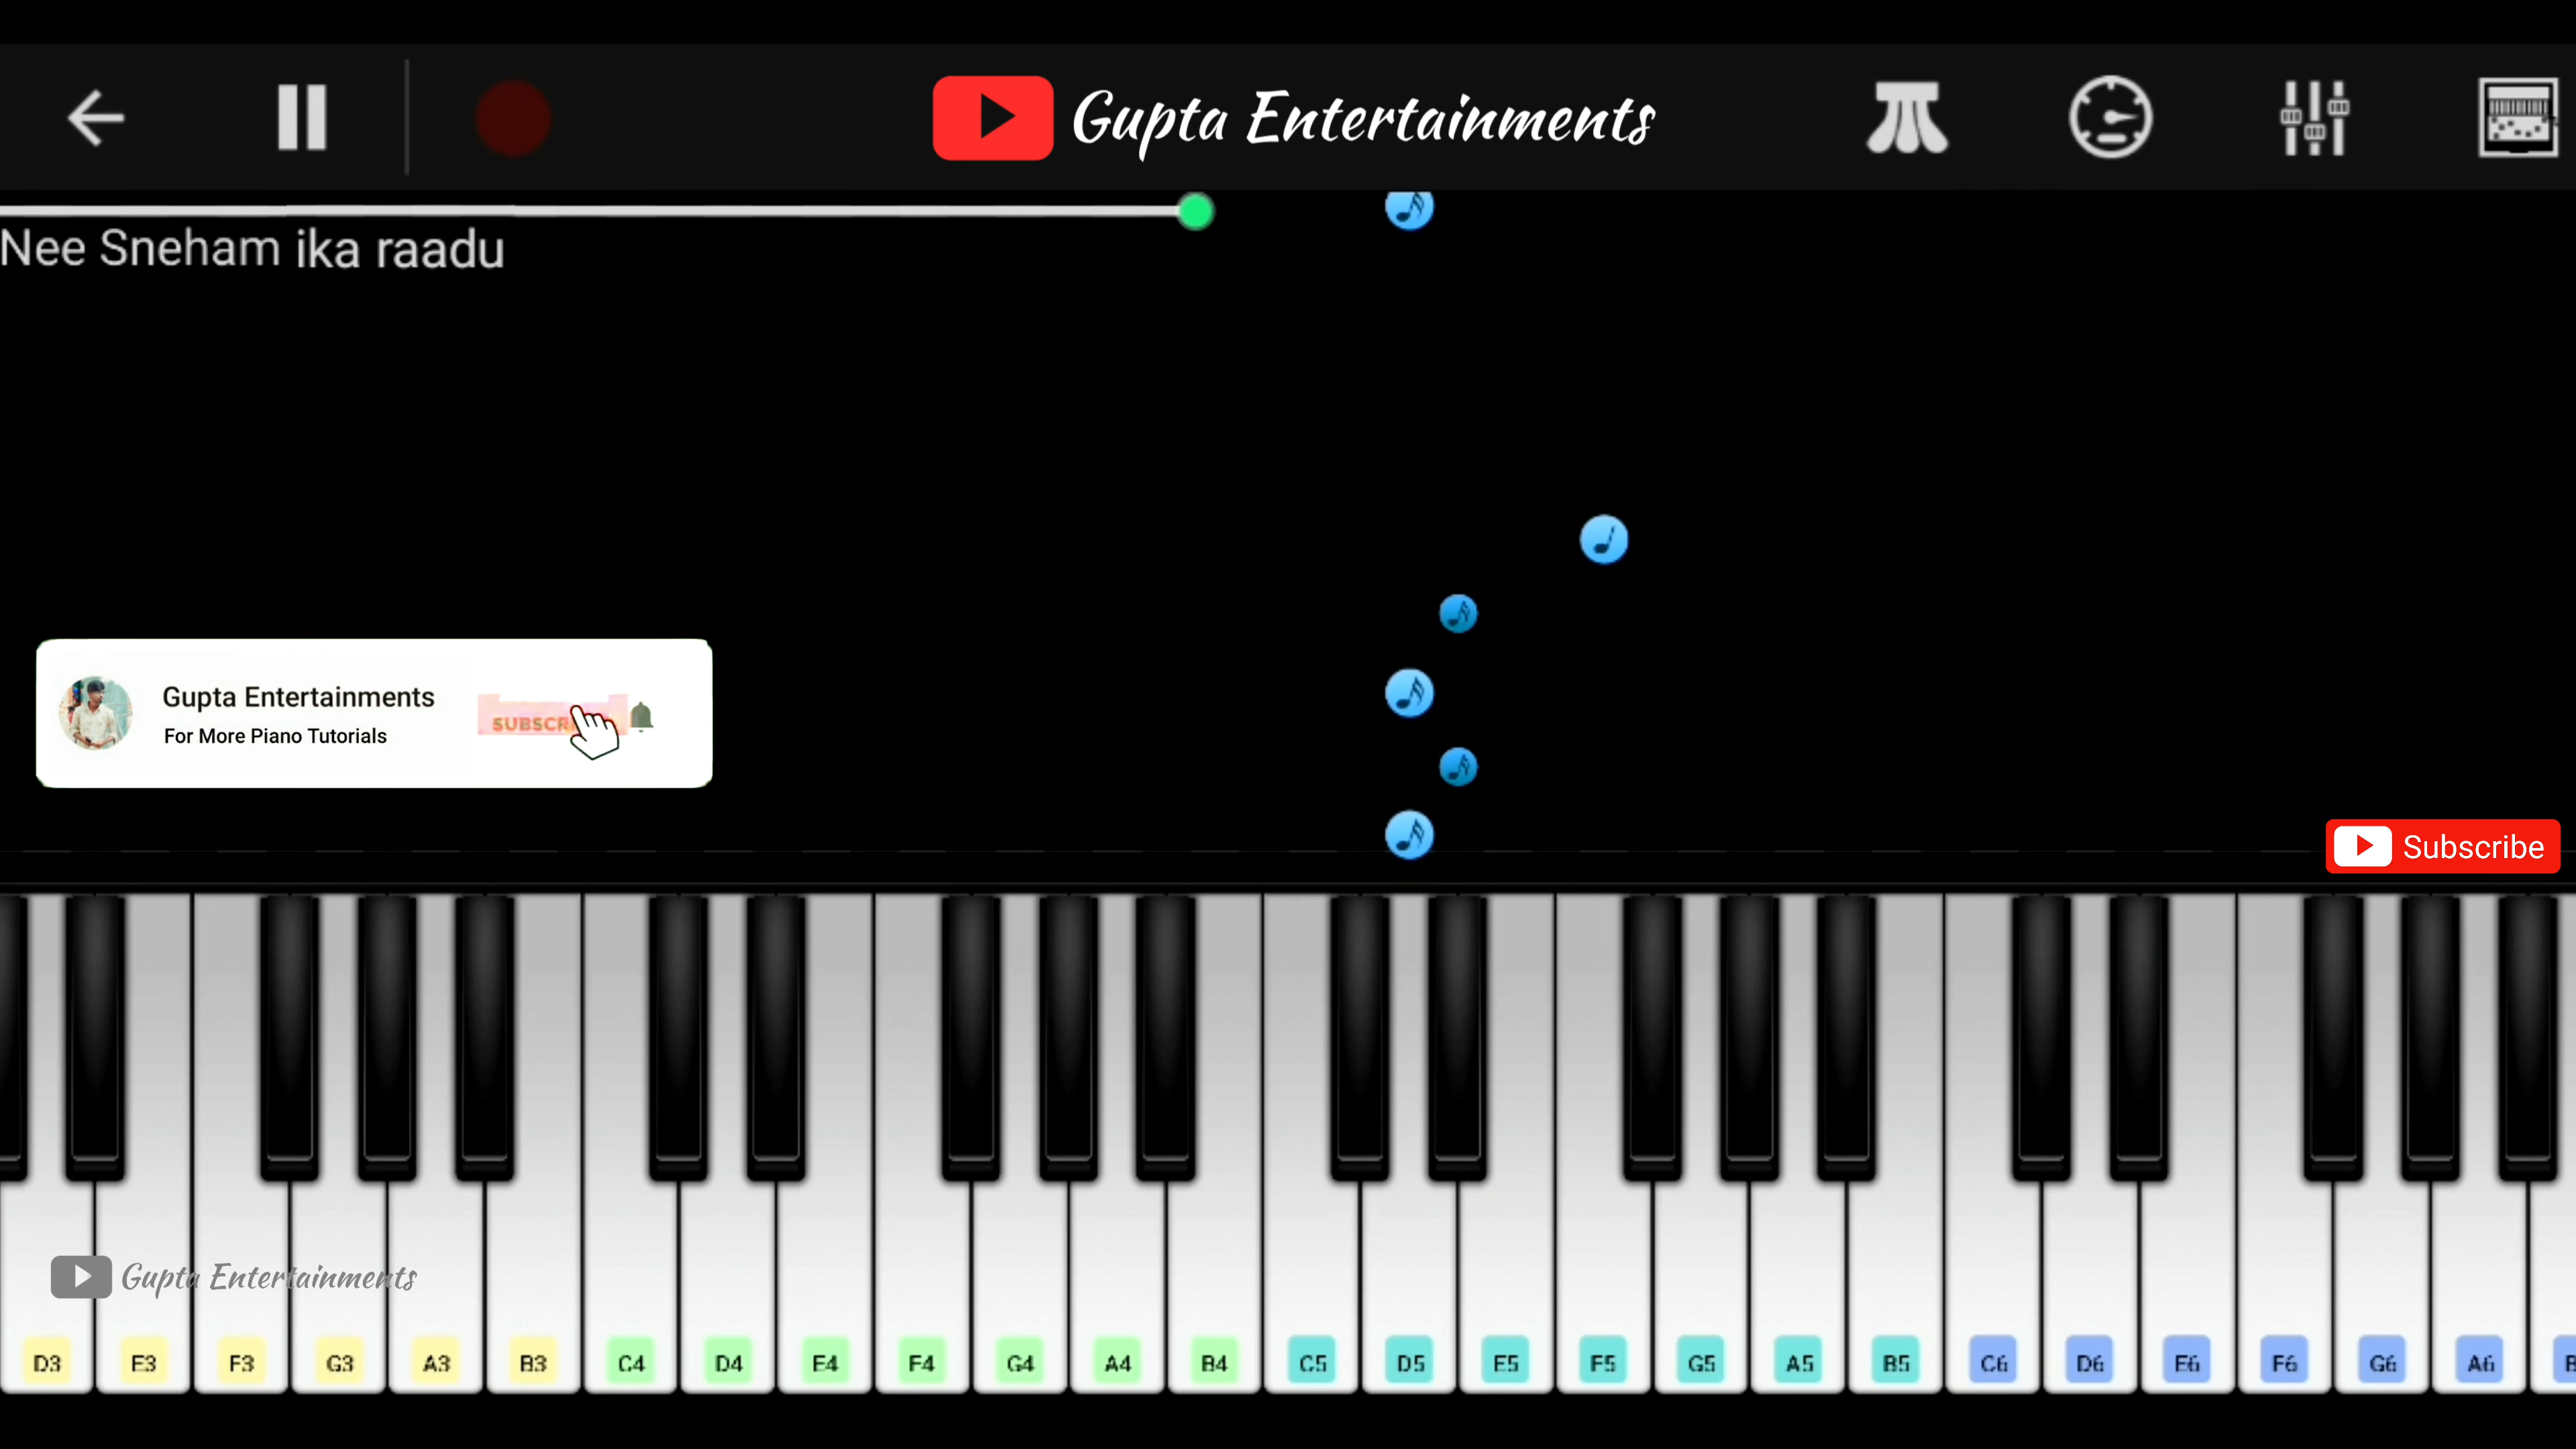 Gupta Entertainments
Nee Sneham ika raadu
Gupta Entertainments
For More Piano Tutorials
Subscribe
Gupta Entertainments
D3 E3 F3 G3 A3 B3 C4 D4 E4 F4 G4 A4 B4 C5 D5 E5 F5 G5 A5 B5 C6 D6 E6 F6 G6 A6